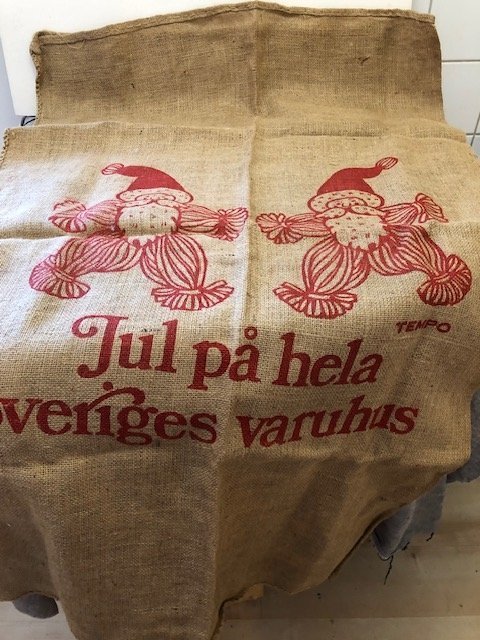 TEMPO
Jul på hela
Sveriges varuhus